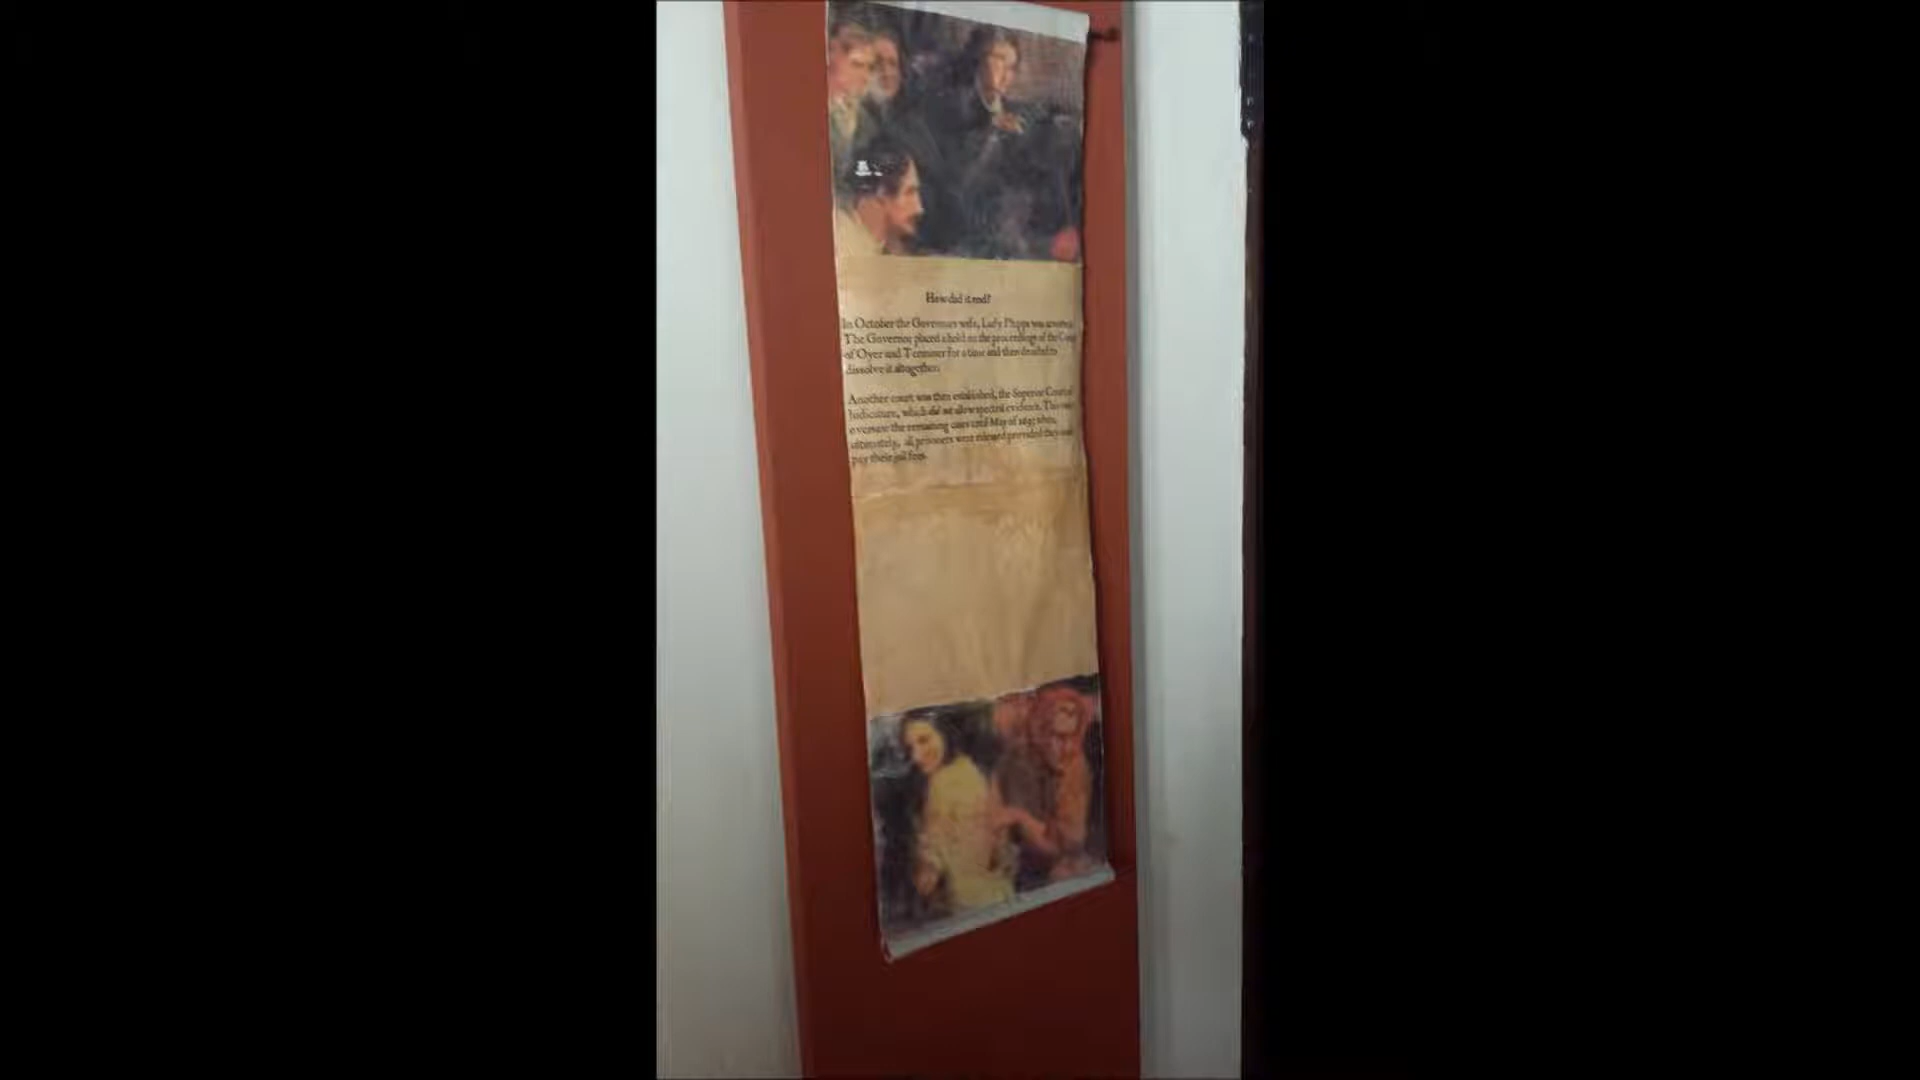 How did it end?
In October the Governors wife, Lady Phipps was accused.
The Governor placed a hold on the proceedings of the Court
of Oyer and Terminer for a time and then decided to
dissolve it altogether.
Another court was then established, the Superior Court of
Judicature, which did not allow spectral evidence. This court
oversaw the remaining cases until May of 1693 when,
ultimately, all prisoners were released provided they could
pay their jail fees.